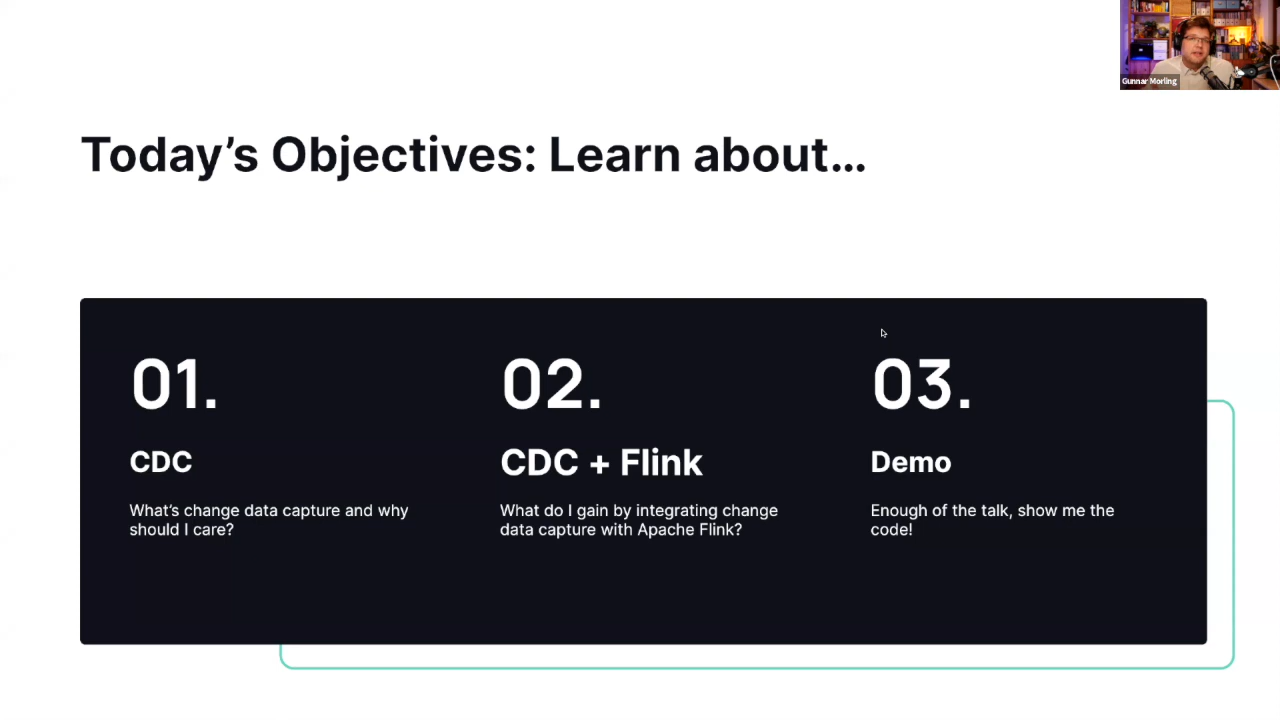 Gunnar Morling
Today’s Objectives: Learn about…
01.
CDC
What’s change data capture and why
should I care?
02.
CDC + Flink
What do I gain by integrating change
data capture with Apache Flink?
03.
Demo
Enough of the talk, show me the
code!